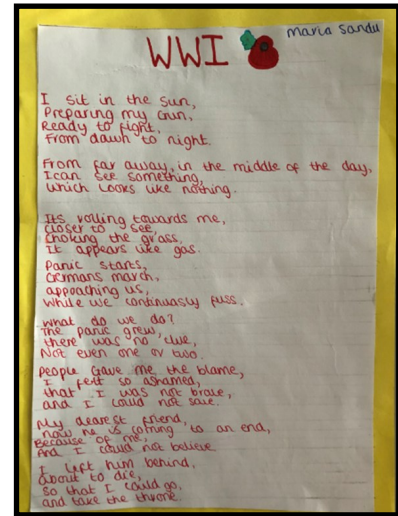 Maria Sandu
WWI
I sit in the sun,
Preparing my Gun,
Ready to fight,
From dawn to night.
From far away, in the middle of the day,
I can see something,
which looks like nothing.
Its rolling towards me,
closer to see,
choking the grass,
It appears like gas.
Panic starts,
Germans march,
appoaching us,
While we continuasly fuss.
What do we do?
The panic grew,
there was no clue,
Not even one or two.
People Gave me the blame,
I felt so ashamed,
that I was not brave,
and I could not save.
My dearest friend,
now he is coming to an end,
Because of me,
And I could not believe.
I left him behind,
about to die,
So that I could go,
and take the throne.